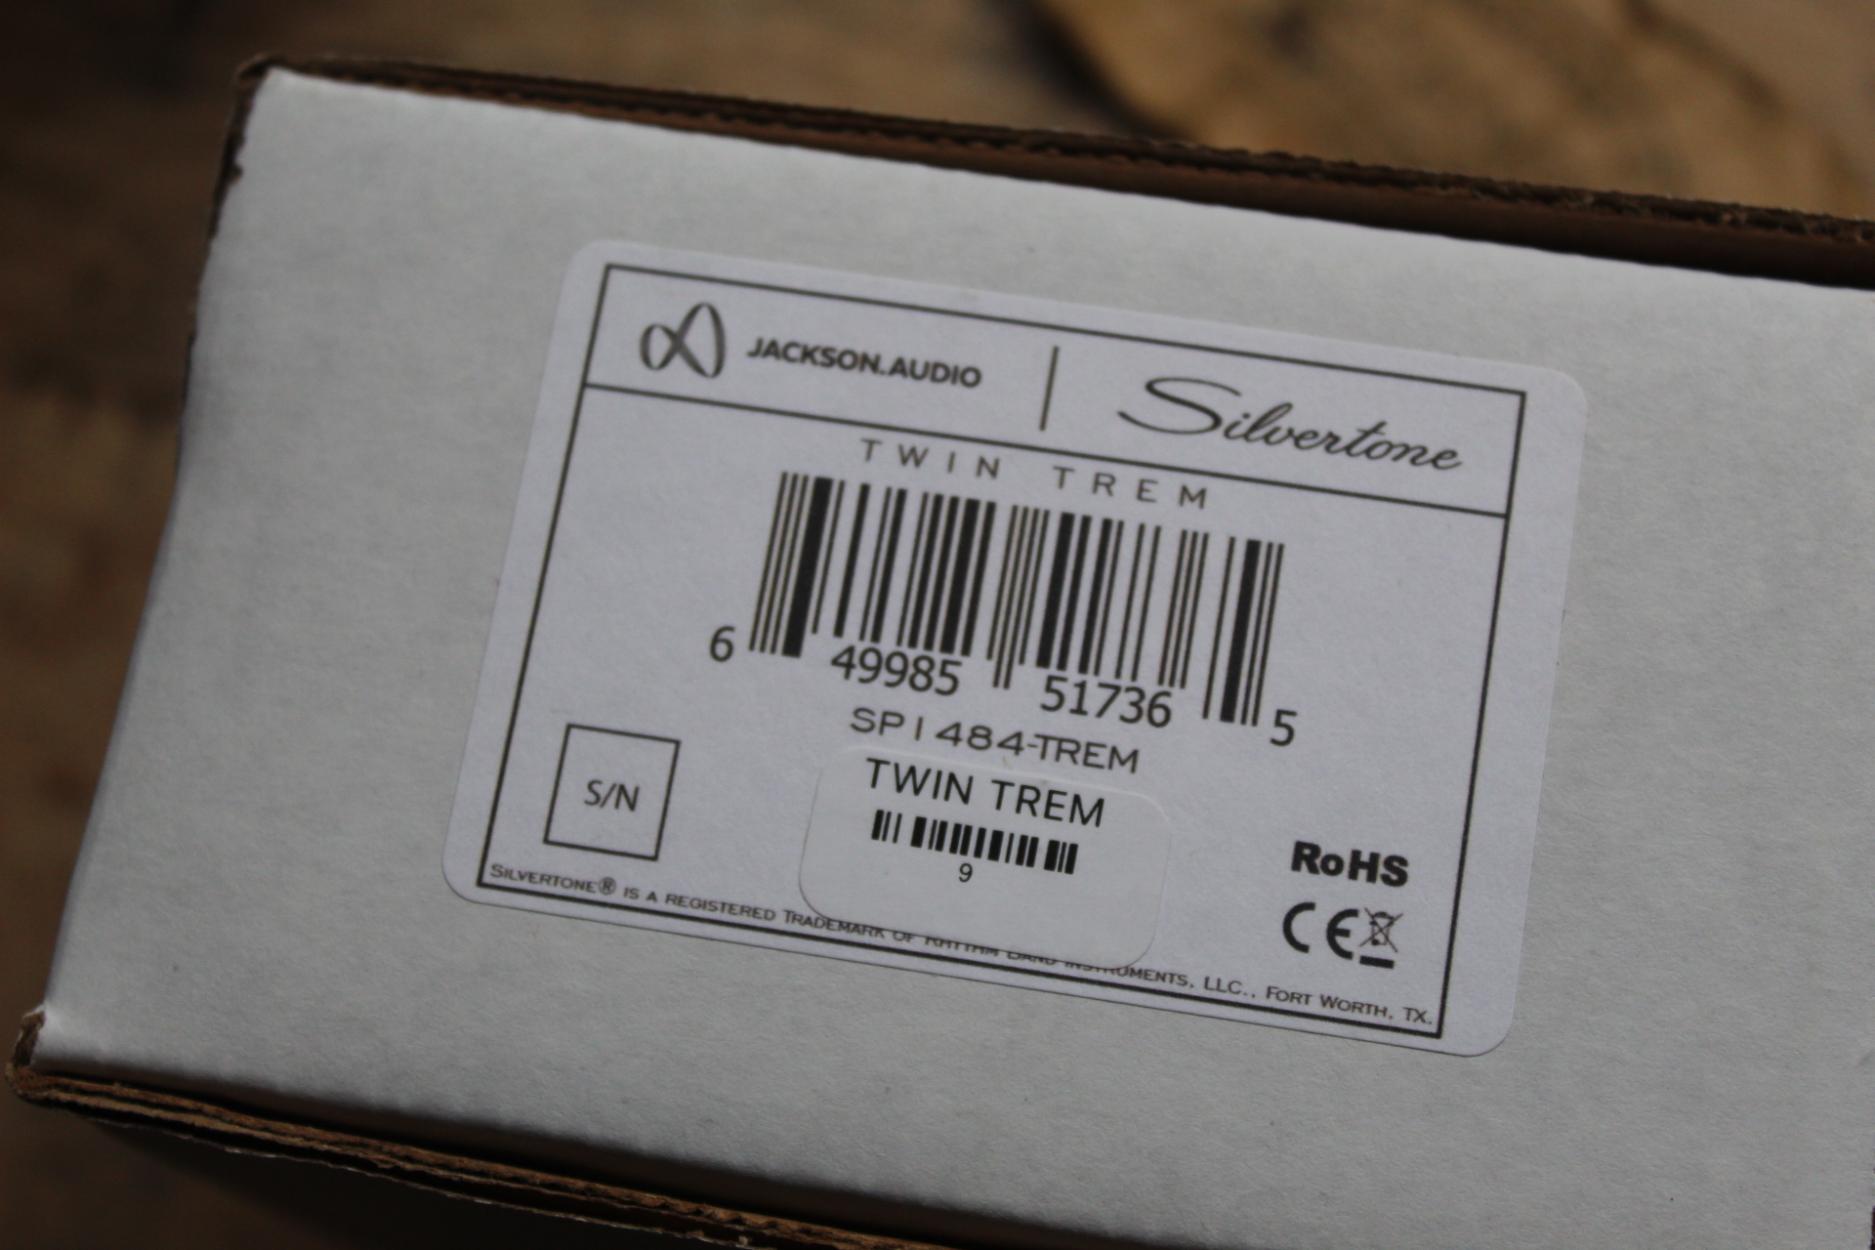 JACKSON.AUDIO | Silvertone
TWIN TREM
6 49985 51736 5
SP1484-TREM
TWIN TREM
9
S/N
RoHS
CE
SILVERTONE® IS A REGISTERED TRADEMARK OF RHYTHM BAND INSTRUMENTS, LLC., FORT WORTH, TX.